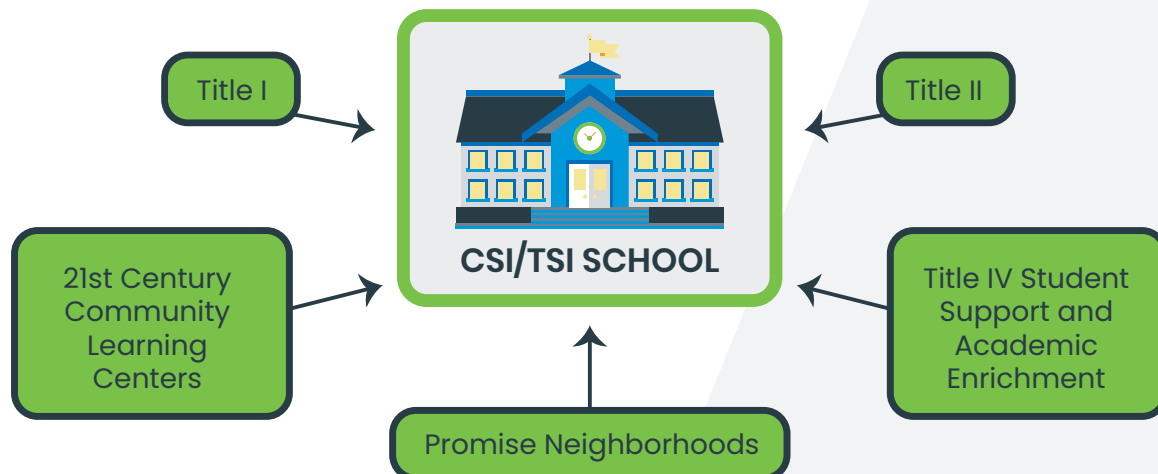 Title I
Title II
CSI/TSI SCHOOL
21st Century
Community
Learning
Centers
Title IV Student
Support and
Academic
Enrichment
Promise Neighborhoods